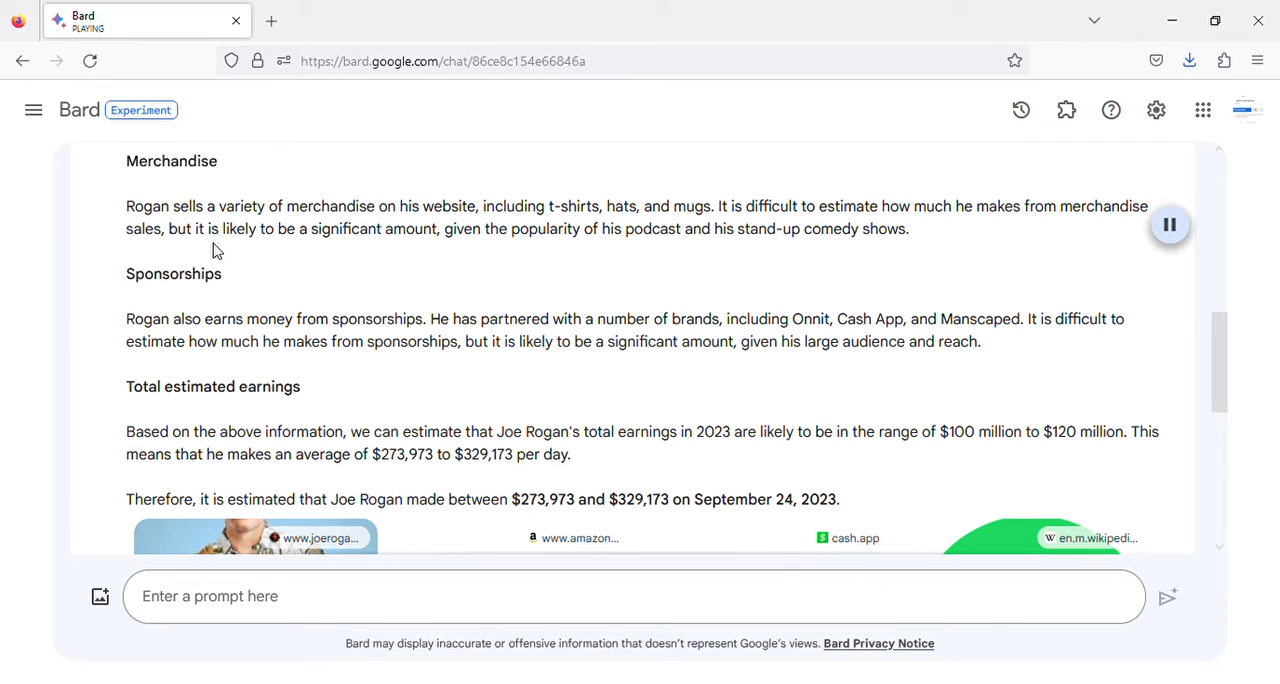 Bard
PLAYING
https://bard.google.com/chat/86ce8c154e66846a
Bard Experiment
Merchandise
Rogan sells a variety of merchandise on his website, including t-shirts, hats, and mugs. It is difficult to estimate how much he makes from merchandise
sales, but it is likely to be a significant amount, given the popularity of his podcast and his stand-up comedy shows.
Sponsorships
Rogan also earns money from sponsorships. He has partnered with a number of brands, including Onnit, Cash App, and Manscaped. It is difficult to
estimate how much he makes from sponsorships, but it is likely to be a significant amount, given his large audience and reach.
Total estimated earnings
Based on the above information, we can estimate that Joe Rogan's total earnings in 2023 are likely to be in the range of $100 million to $120 million. This
means that he makes an average of $273,973 to $329,173 per day.
Therefore, it is estimated that Joe Rogan made between $273,973 and $329,173 on September 24, 2023.
www.joeroga... a www.amazon... $ cash.app W en.m.wikipedi...
Enter a prompt here
Bard may display inaccurate or offensive information that doesn't represent Google's views. Bard Privacy Notice